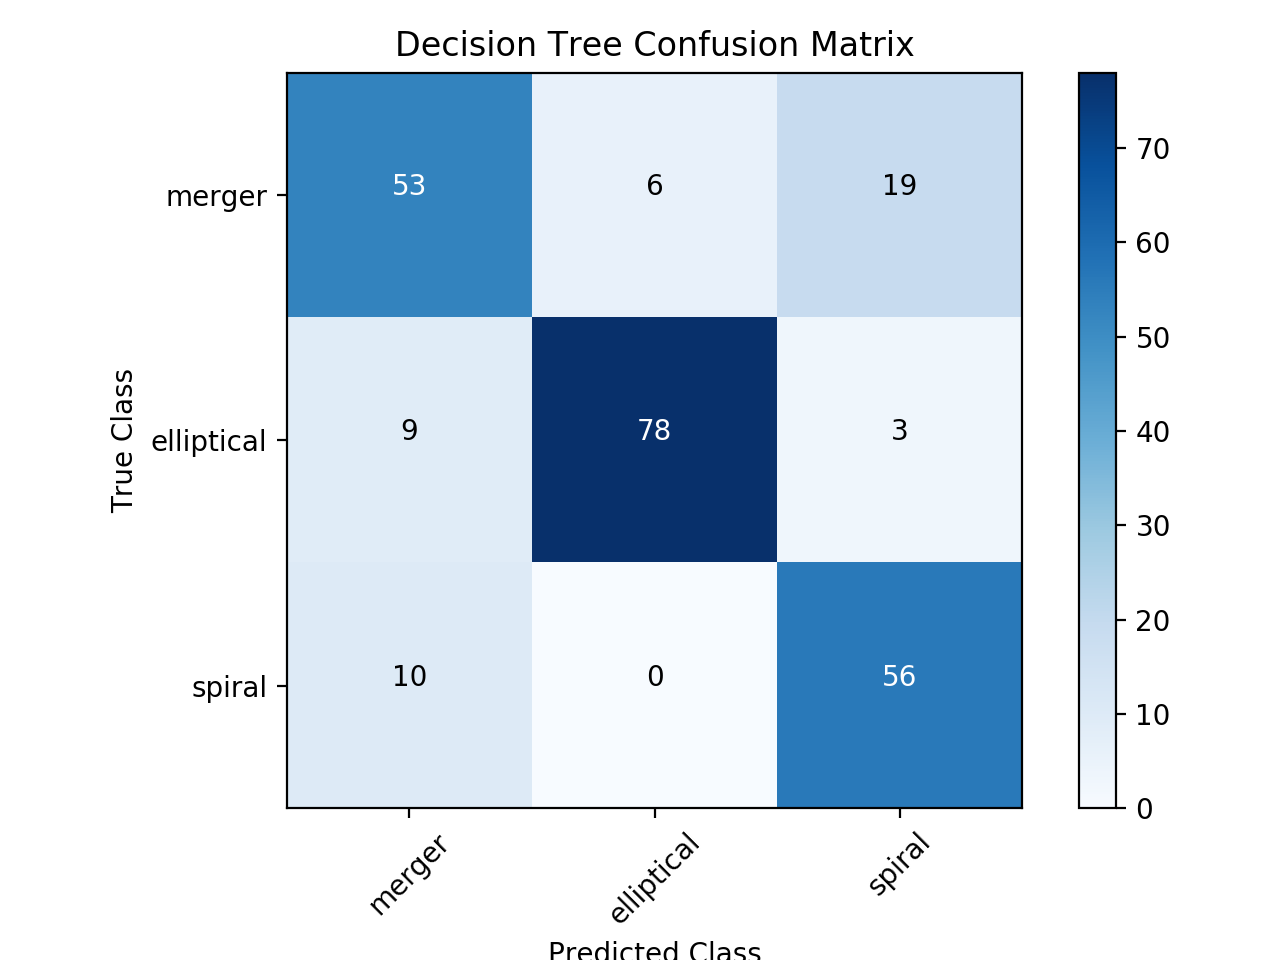 Decision Tree Confusion Matrix
merger 53 6 19
elliptical 9 78 3
spiral 10 0 56
True Class
merger elliptical spiral
Predicted Class
70
60
50
40
30
20
10
0